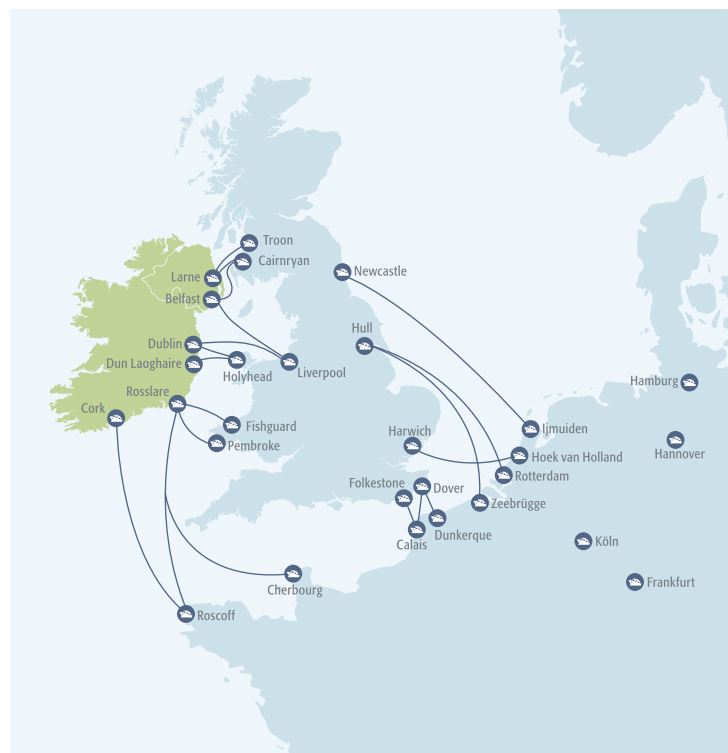 Troon
Cairnryan
Larne
Newcastle
Belfast
Hull
Dublin
Dun Laoghaire
Holyhead
Liverpool
Hamburg
Rosslare
Cork
Fishguard
Harwich
Ijmuiden
Pembroke
Hannover
Hoek van Holland
Folkestone
Dover
Rotterdam
Zeebrügge
Dunkerque
Calais
Köln
Cherbourg
Frankfurt
Roscoff